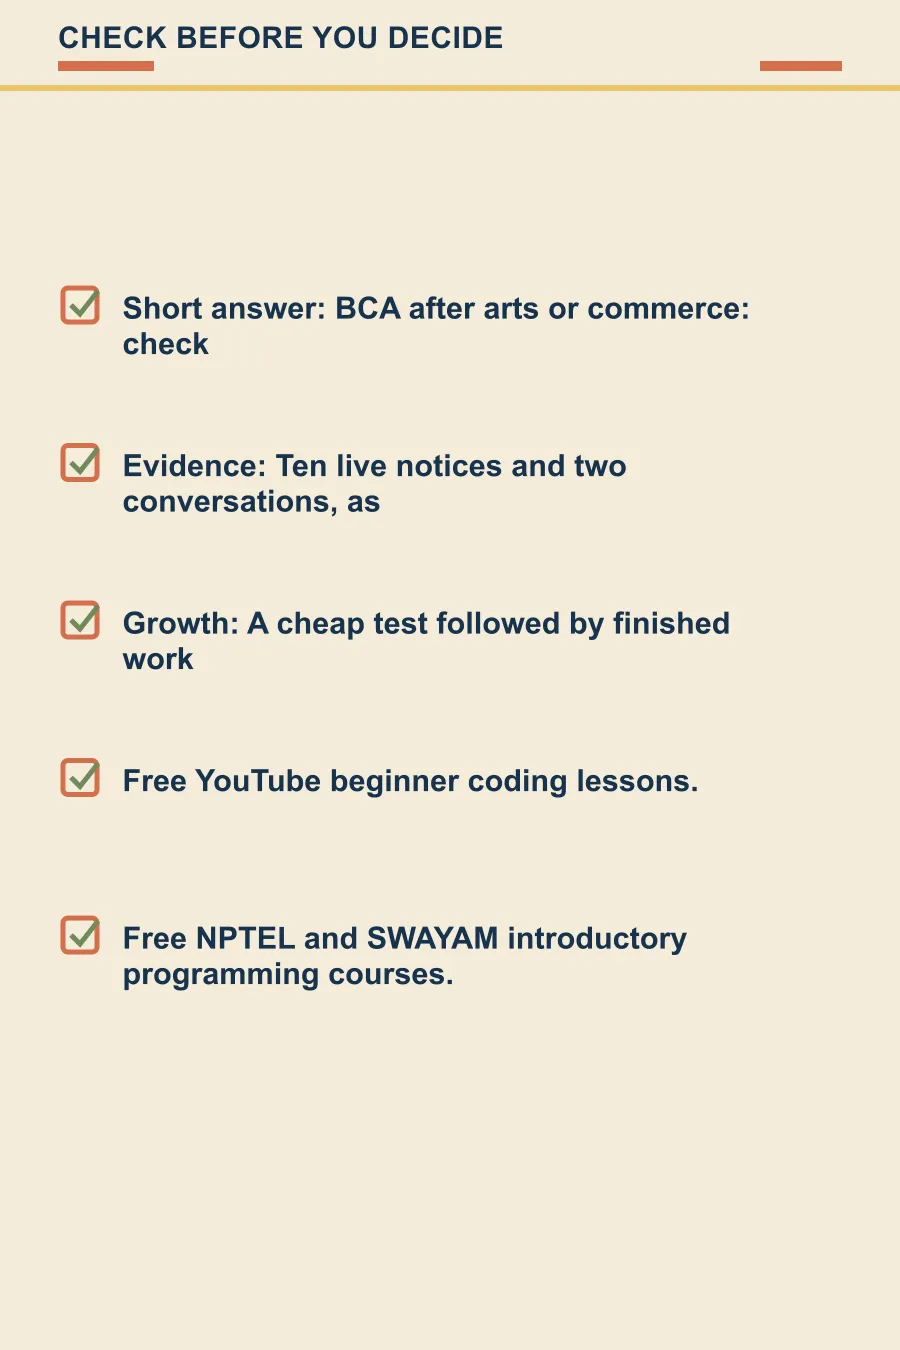 CHECK BEFORE YOU DECIDE
Short answer: BCA after arts or commerce:
check
Evidence: Ten live notices and two
conversations, as
Growth: A cheap test followed by finished
work
Free YouTube beginner coding lessons.
Free NPTEL and SWAYAM introductory
programming courses.